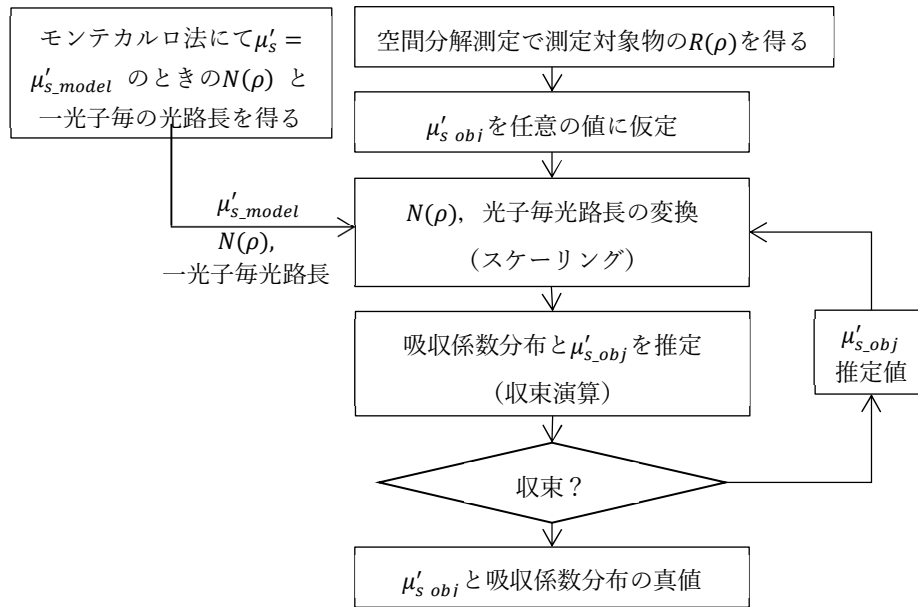 モンテカルロ法にてμ′s =
μ′s_model のときのN(ρ) と
一光子毎の光路長を得る
空間分解測定で測定対象物のR(ρ)を得る
μ′s obj を任意の値に仮定
μ′s_model
N(ρ),
一光子毎光路長
N(ρ), 光子毎光路長の変換
（スケーリング）
吸収係数分布とμ′s_obj を推定
（収束演算）
μ′s_obj
推定値
収束？
μ′s obj と吸収係数分布の真値